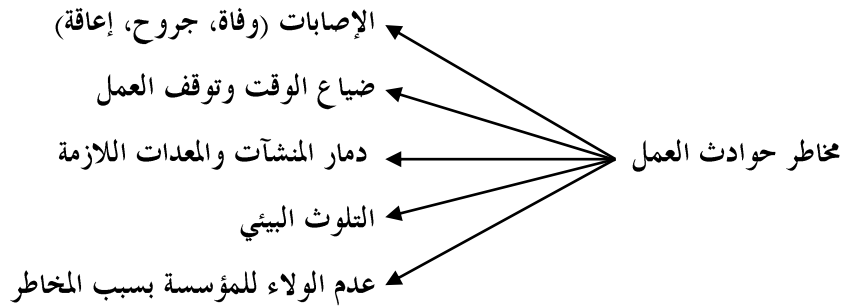 الإصابات (وفاة، جروح، إعاقة)
ضياع الوقت وتوقف العمل
مخاطر حوادث العمل
دمار المنشآت والمعدات اللازمة
التلوث البيئي
عدم الولاء للمؤسسة بسبب المخاطر